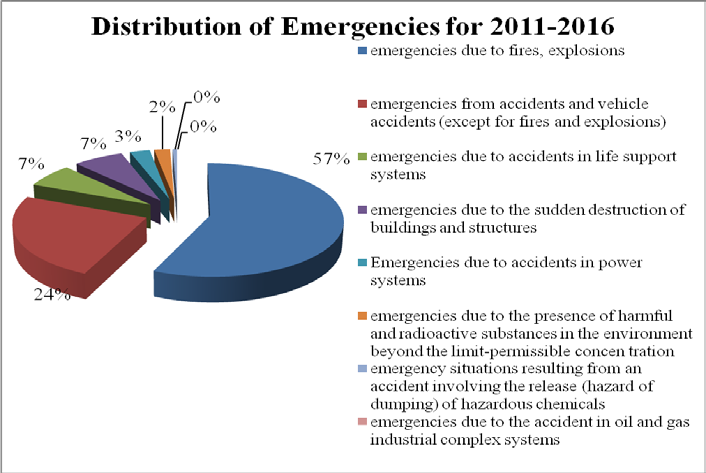 Distribution of Emergencies for 2011-2016
emergencies due to fires, explosions
emergencies from accidents and vehicle
accidents (except for fires and explosions)
emergencies due to accidents in life support
systems
emergencies due to the sudden destruction of
buildings and structures
Emergencies due to accidents in power
systems
emergencies due to the presence of harmful
and radioactive substances in the environment
beyond the limit-permissible concen tration
emergency situations resulting from an
accident involving the release (hazard of
dumping) of hazardous chemicals
emergencies due to the accident in oil and gas
industrial complex systems
57%
24%
7%
7%
3%
2%
0%
0%